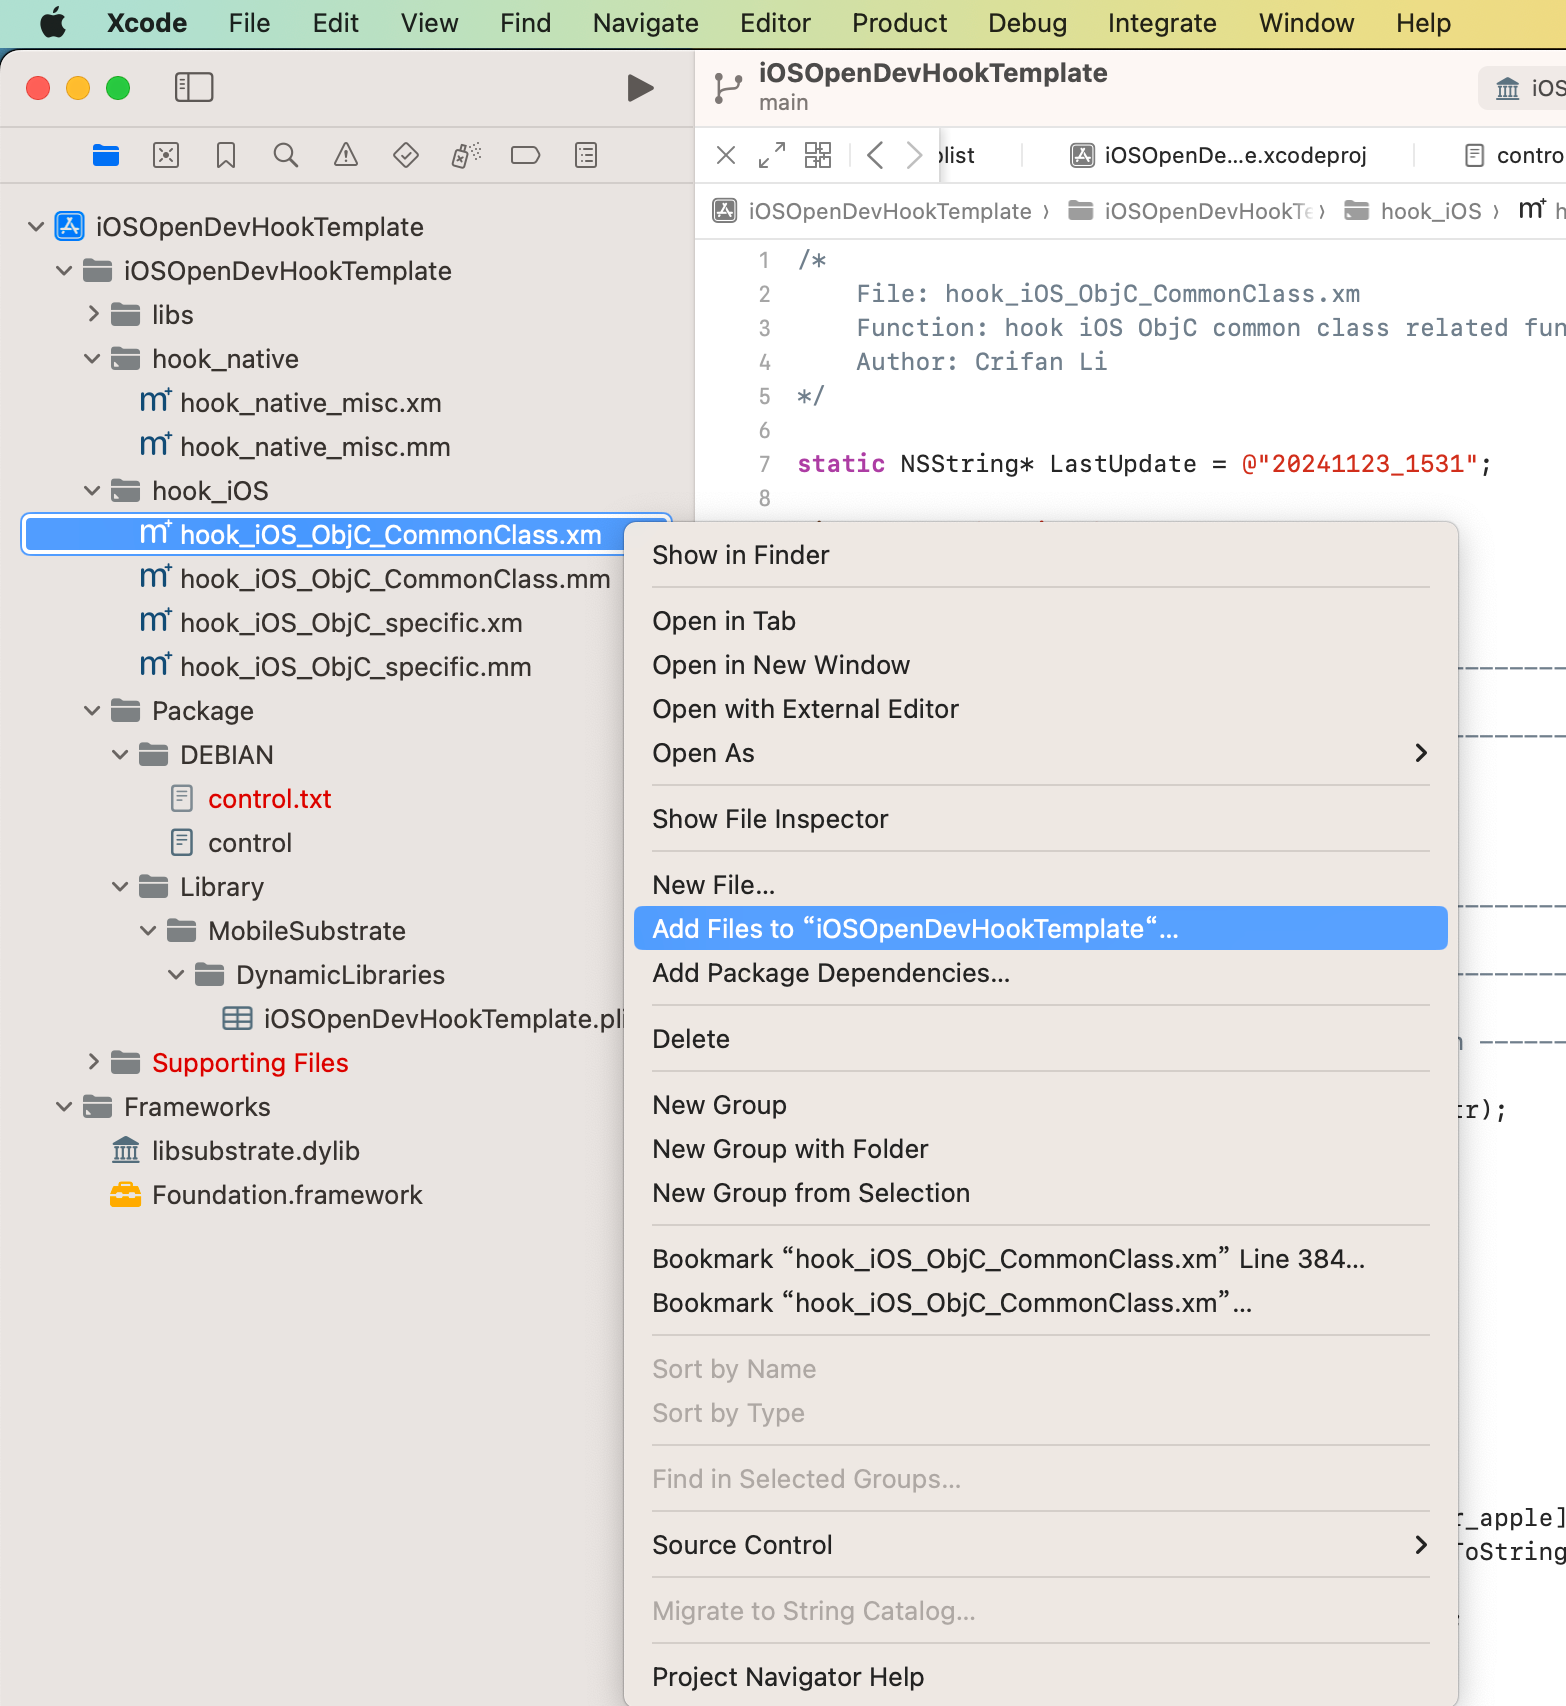 Xcode File Edit View Find Navigate Editor Product Debug Integrate Window Help
iOSOpenDevHookTemplate
main
iOS
plist
iOSOpenDe...e.xcodeproj
contro
iOSOpenDevHookTemplate
hook_iOS
iOSOpenDevHookTemplate
iOSOpenDevHookTemplate
libs
hook_native
hook_native_misc.xm
hook_native_misc.mm
hook_iOS
hook_iOS_ObjC_CommonClass.xm
hook_iOS_ObjC_CommonClass.mm
hook_iOS_ObjC_specific.xm
hook_iOS_ObjC_specific.mm
Package
DEBIAN
control.txt
control
Library
MobileSubstrate
DynamicLibraries
iOSOpenDevHookTemplate.pli
Supporting Files
Frameworks
libsubstrate.dylib
Foundation.framework
1 /*
2 File: hook_iOS_ObjC_CommonClass.xm
3 Function: hook iOS ObjC common class related fun
4 Author: Crifan Li
5 */
6
7 static NSString* LastUpdate = @"20241123_1531";
8
Show in Finder
Open in Tab
Open in New Window
Open with External Editor
Open As
Show File Inspector
New File...
Add Files to “iOSOpenDevHookTemplate“...
Add Package Dependencies...
Delete
New Group
New Group with Folder
New Group from Selection
Bookmark “hook_iOS_ObjC_CommonClass.xm” Line 384...
Bookmark “hook_iOS_ObjC_CommonClass.xm”...
Sort by Name
Sort by Type
Find in Selected Groups...
Source Control
Migrate to String Catalog...
Project Navigator Help
tr);
r_apple]
ToString